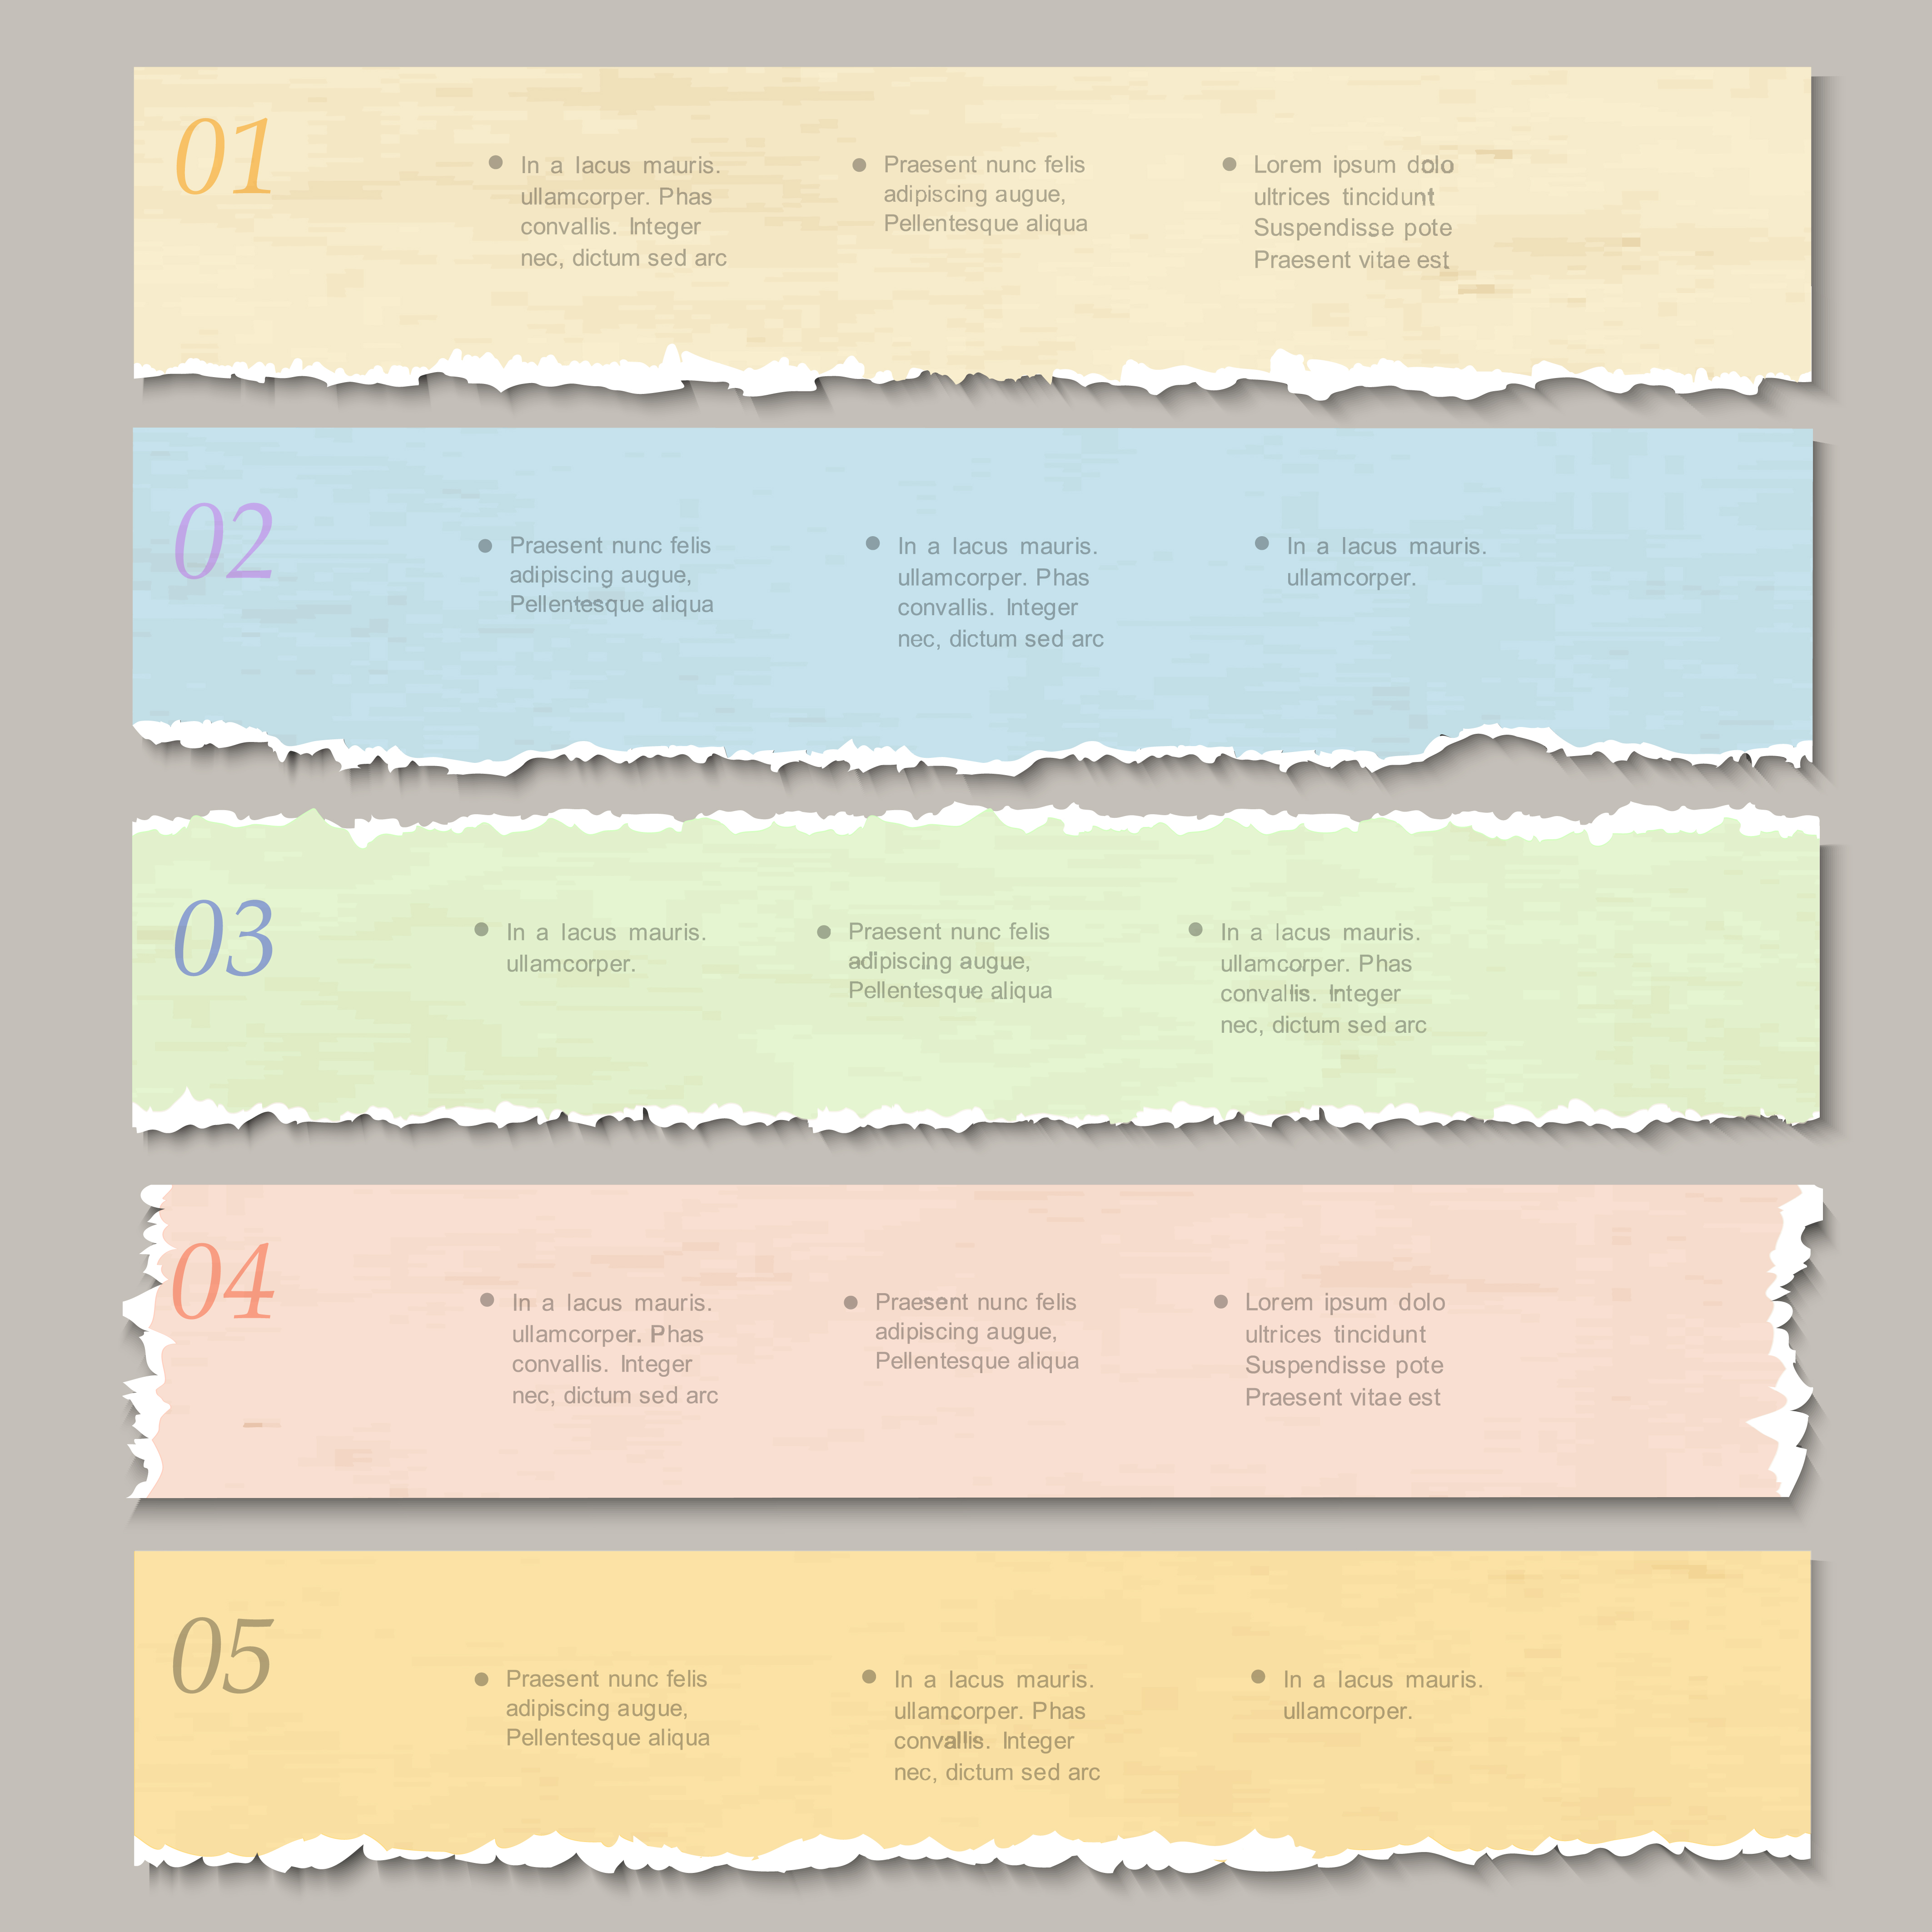 01
In a lacus mauris.
ullamcorper. Phas
convallis. Integer
nec, dictum sed arc
Praesent nunc felis
adipiscing augue,
Pellentesque aliqua
Lorem ipsum dolo
ultrices tincidunt
Suspendisse pote
Praesent vitae est
02
Praesent nunc felis
adipiscing augue,
Pellentesque aliqua
In a lacus mauris.
ullamcorper. Phas
convallis. Integer
nec, dictum sed arc
In a lacus mauris.
ullamcorper.
03
In a lacus mauris.
ullamcorper.
Praesent nunc felis
adipiscing augue,
Pellentesque aliqua
In a lacus mauris.
ullamcorper. Phas
convallis. Integer
nec, dictum sed arc
04
In a lacus mauris.
ullamcorper. Phas
convallis. Integer
nec, dictum sed arc
Praesent nunc felis
adipiscing augue,
Pellentesque aliqua
Lorem ipsum dolo
ultrices tincidunt
Suspendisse pote
Praesent vitae est
05
Praesent nunc felis
adipiscing augue,
Pellentesque aliqua
In a lacus mauris.
ullamcorper. Phas
convallis. Integer
nec, dictum sed arc
In a lacus mauris.
ullamcorper.